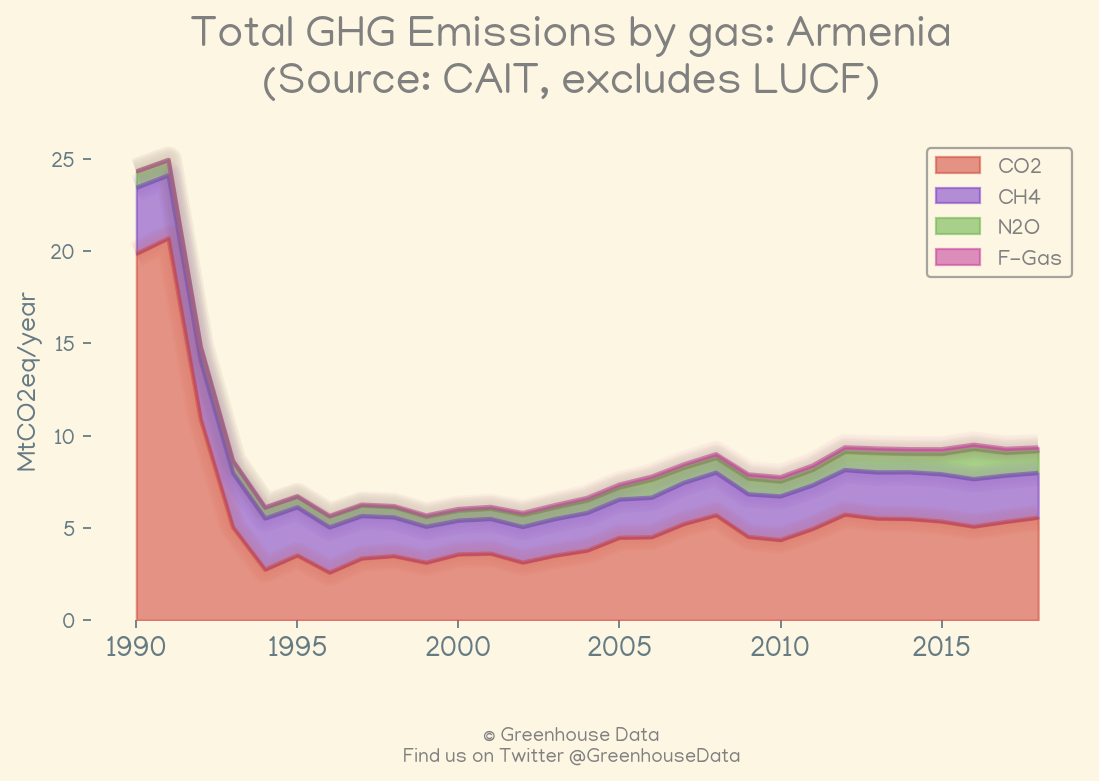 Total GHG Emissions by gas: Armenia
(Source: CAIT, excludes LUCF)
25
20
15
10
5
0
MtCO2eq/year
CO2
CH4
N2O
F-Gas
1990 1995 2000 2005 2010 2015
© Greenhouse Data
Find us on Twitter @GreenhouseData